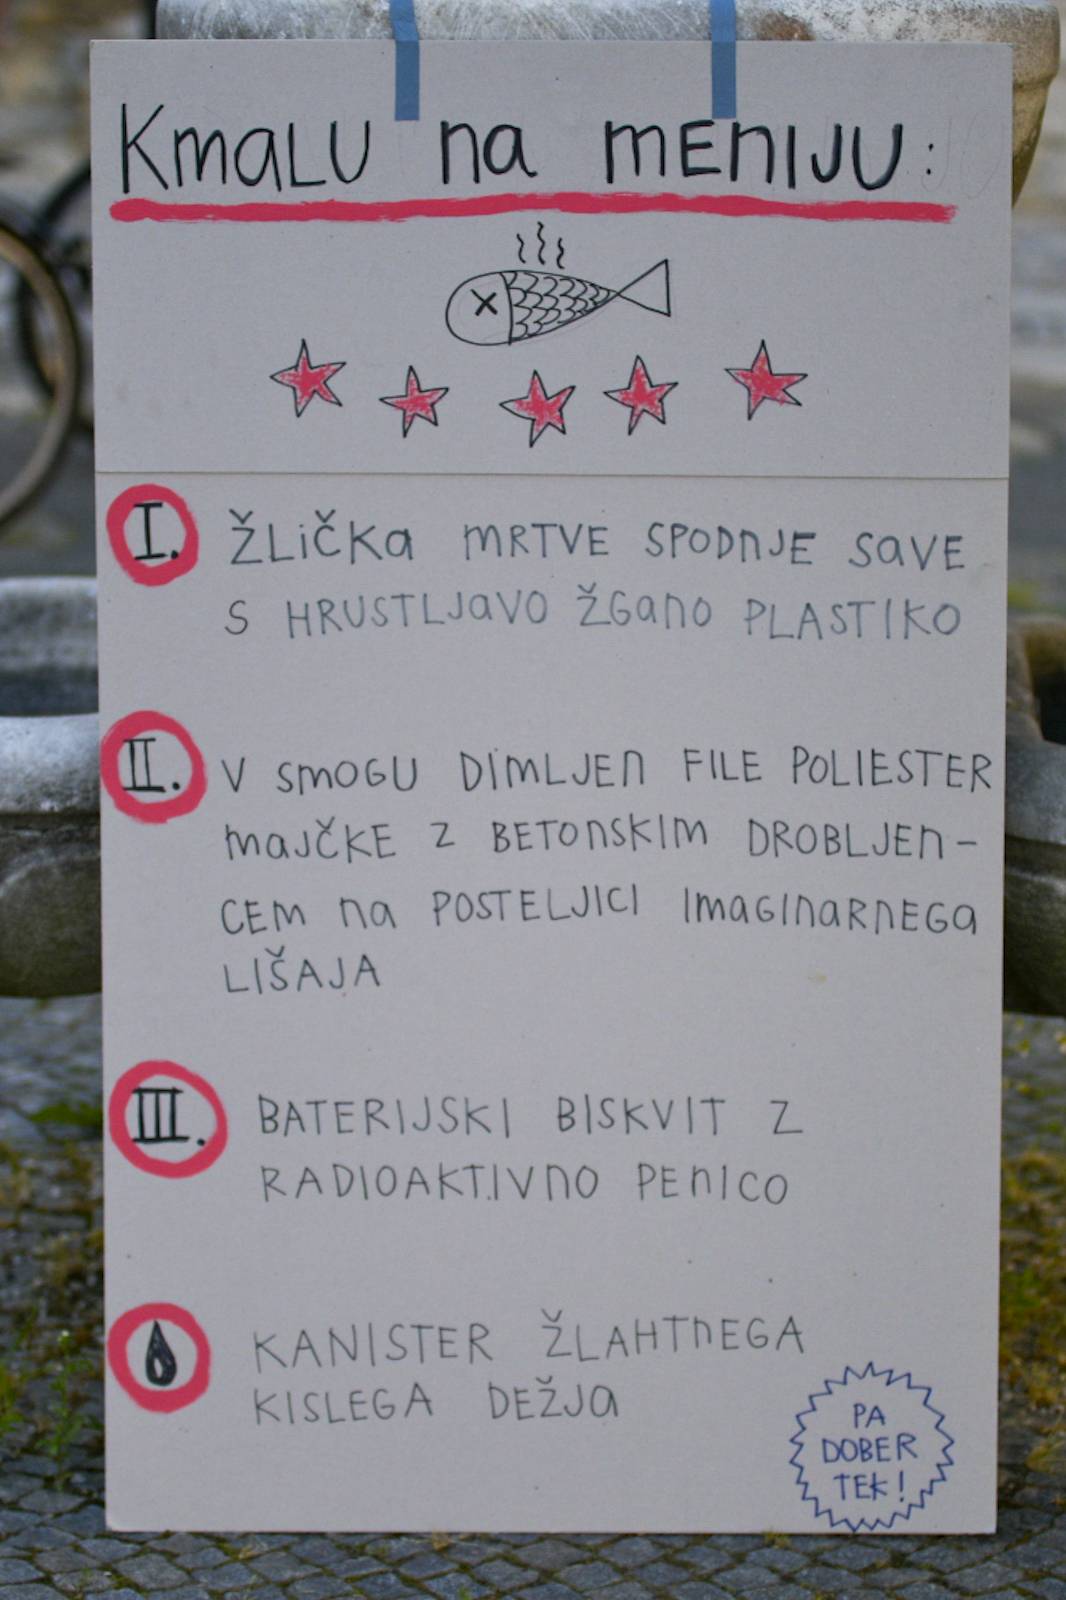 Kmalu na meniju:
I. Žlička mrtve spodnje Save
s hrustljavo žgano plastiko
II. V smogu dimljen file poliester
majčke z betonskim drobljen-
cem na posteljici imaginarnega
lišaja
III. Baterijski biskvit z
radioaktivno penico
Kanister žlahtnega
kislega dežja
PA
DOBER
TEK!